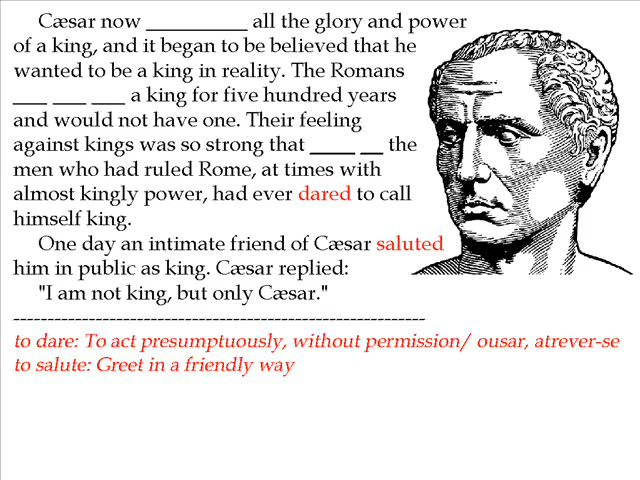 Cæsar now __________ all the glory and power
of a king, and it began to be believed that he
wanted to be a king in reality. The Romans
___ ___ ___ a king for five hundred years
and would not have one. Their feeling
against kings was so strong that ____ __ the
men who had ruled Rome, at times with
almost kingly power, had ever dared to call
himself king.
One day an intimate friend of Cæsar saluted
him in public as king. Cæsar replied:
"I am not king, but only Cæsar."
------------------------------------------------------------
to dare: To act presumptuously, without permission/ ousar, atrever-se
to salute: Greet in a friendly way